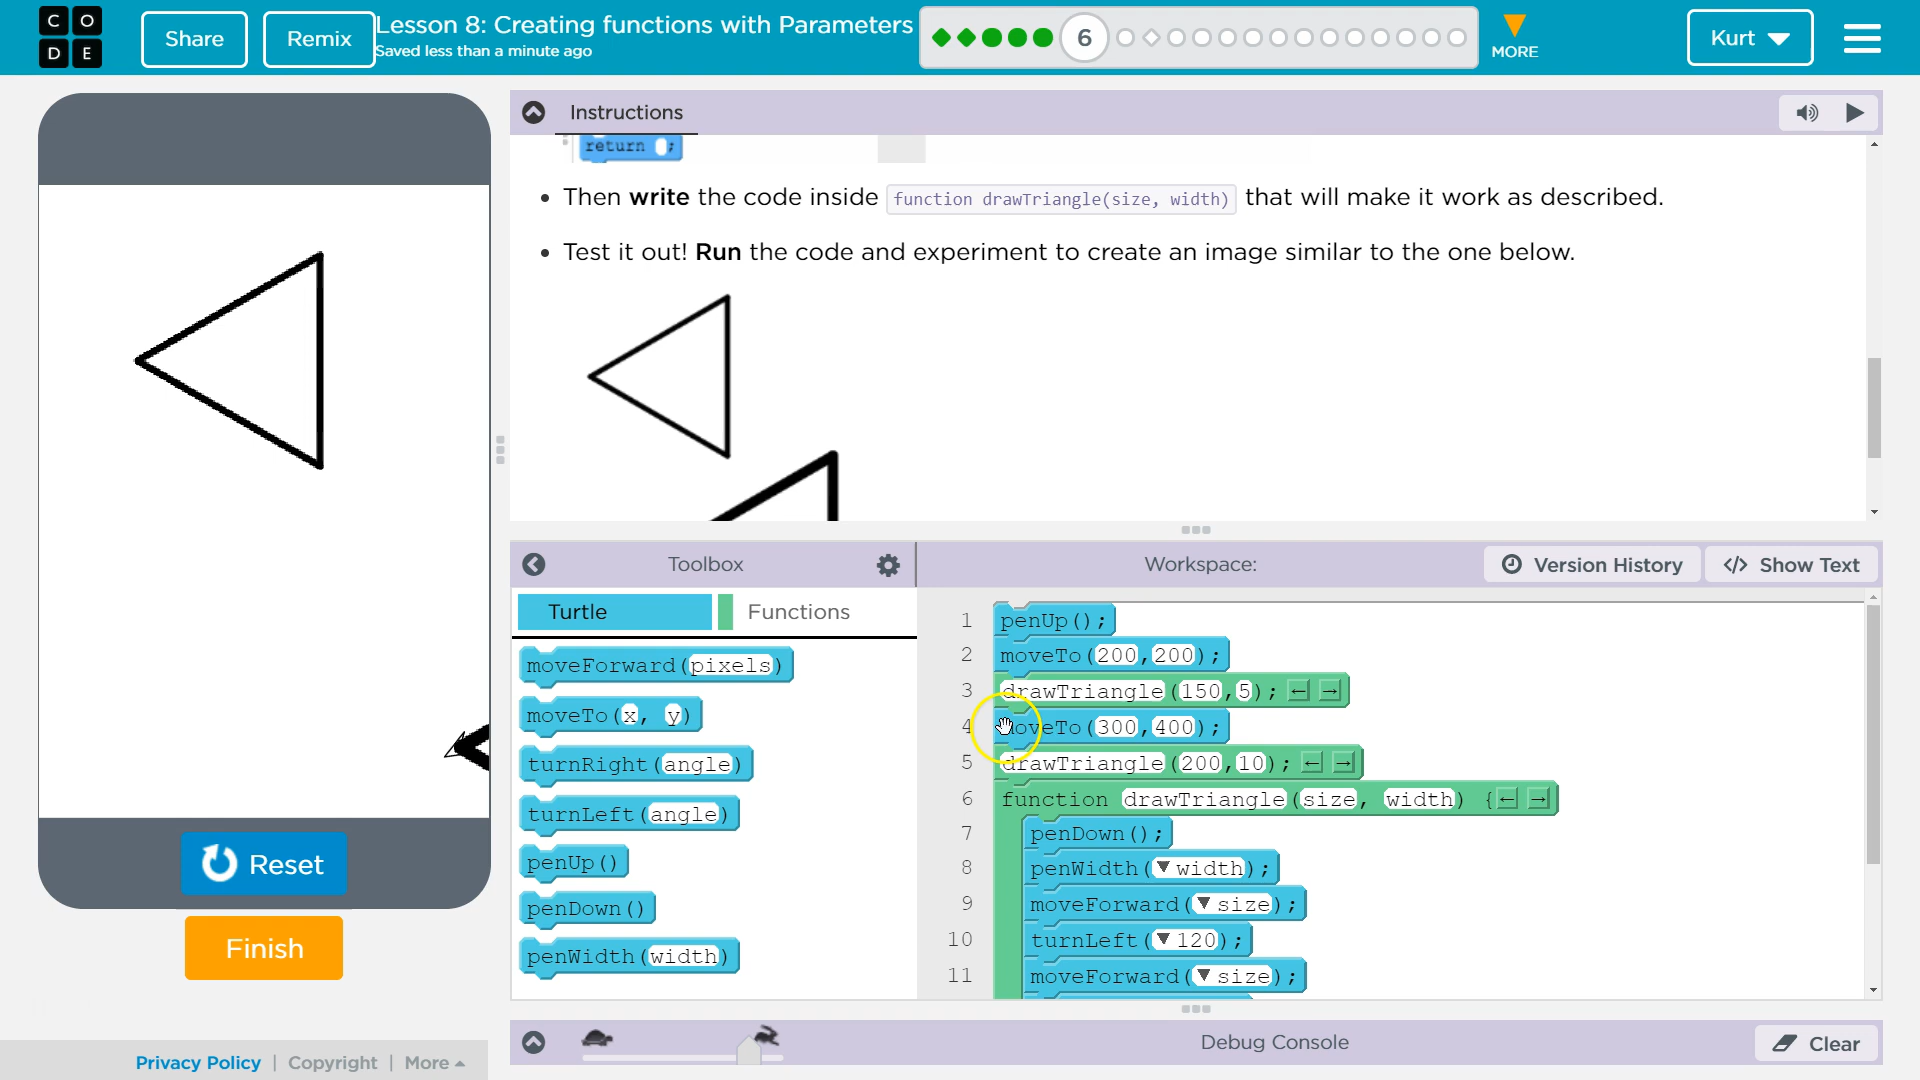 C O
D E
Share
Remix
Lesson 8: Creating functions with Parameters
Saved less than a minute ago
6
MORE
Kurt
Instructions
return ;
Then write the code inside function drawTriangle(size, width) that will make it work as described.
Test it out! Run the code and experiment to create an image similar to the one below.
Reset
Finish
Toolbox
Workspace:
Version History
</> Show Text
Turtle
Functions
moveForward(pixels)
moveTo(x, y)
turnRight(angle)
turnLeft(angle)
penUp()
penDown()
penWidth(width)
1 penUp();
2 moveTo(200,200);
3 drawTriangle(150,5); ← →
4 moveTo(300,400);
5 drawTriangle(200,10); ← →
6 function drawTriangle(size, width) { ← →
7 penDown();
8 penWidth(▼ width);
9 moveForward(▼ size);
10 turnLeft(▼ 120);
11 moveForward(▼ size);
Debug Console
Clear
Privacy Policy | Copyright | More